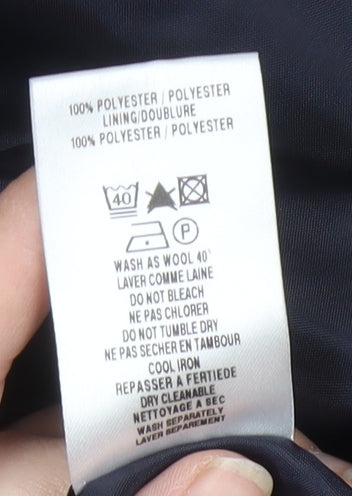 100% POLYESTER / POLYESTER
LINING/DOUBLURE
100% POLYESTER / POLYESTER
40
P
WASH AS WOOL 40°
LAVER COMME LAINE
DO NOT BLEACH
NE PAS CHLORER
DO NOT TUMBLE DRY
NE PAS SECHER EN TAMBOUR
COOL IRON
REPASSER A FERTIEDE
DRY CLEANABLE
NETTOYAGE A SEC
WASH SEPARATELY
LAVER SEPAREMENT